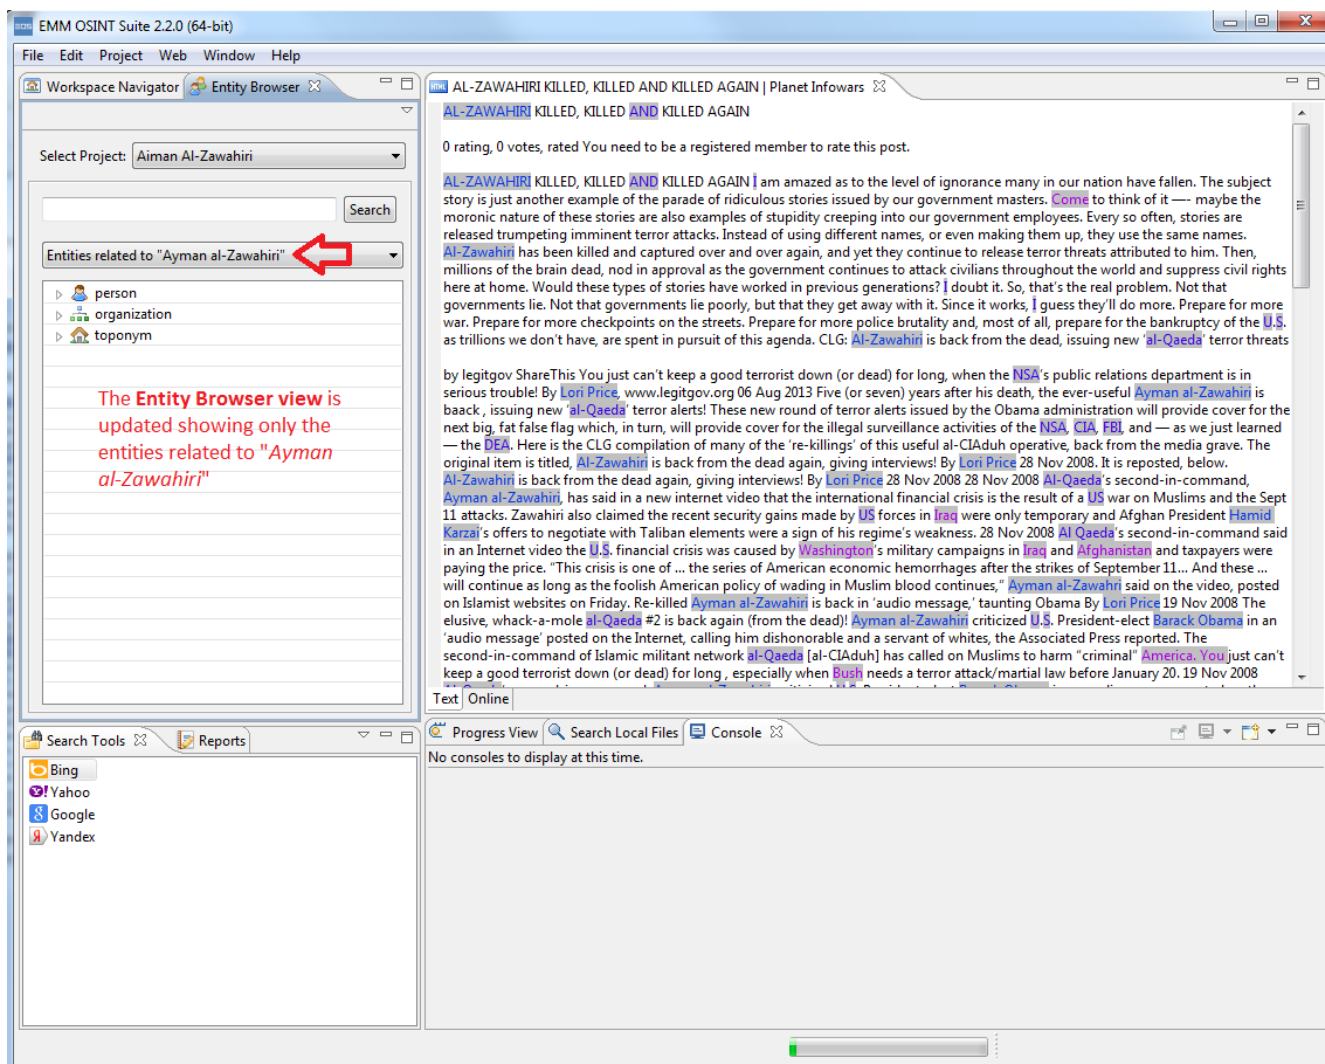 EMM OSINT Suite 2.2.0 (64-bit)
File Edit Project Web Window Help
Workspace Navigator Entity Browser
Select Project: Aiman Al-Zawahiri
Search
Entities related to "Ayman al-Zawahiri"
person
organization
toponym
The Entity Browser view is
updated showing only the
entities related to "Ayman
al-Zawahiri"
AL-ZAWAHIRI KILLED, KILLED AND KILLED AGAIN | Planet Infowars
AL-ZAWAHIRI KILLED, KILLED AND KILLED AGAIN
0 rating, 0 votes, rated You need to be a registered member to rate this post.
AL-ZAWAHIRI KILLED, KILLED AND KILLED AGAIN I am amazed as to the level of ignorance many in our nation have fallen. The subject
story is just another example of the parade of ridiculous stories issued by our government masters. Come to think of it —- maybe the
moronic nature of these stories are also examples of stupidity creeping into our government employees. Every so often, stories are
released trumpeting imminent terror attacks. Instead of using different names, or even making them up, they use the same names.
Al-Zawahiri has been killed and captured over and over again, and yet they continue to release terror threats attributed to him. Then,
millions of the brain dead, nod in approval as the government continues to attack civilians throughout the world and suppress civil rights
here at home. Would these types of stories have worked in previous generations? I doubt it. So, that's the real problem. Not that
governments lie. Not that governments lie poorly, but that they get away with it. Since it works, I guess they'll do more. Prepare for more
war. Prepare for more checkpoints on the streets. Prepare for more police brutality and, most of all, prepare for the bankruptcy of the U.S.
as trillions we don't have, are spent in pursuit of this agenda. CLG: Al-Zawahiri is back from the dead, issuing new 'al-Qaeda' terror threats
by legitgov ShareThis You just can't keep a good terrorist down (or dead) for long, when the NSA's public relations department is in
serious trouble! By Lori Price, www.legitgov.org 06 Aug 2013 Five (or seven) years after his death, the ever-useful Ayman al-Zawahiri is
baack , issuing new 'al-Qaeda' terror alerts! These new round of terror alerts issued by the Obama administration will provide cover for the
next big, fat false flag which, in turn, will provide cover for the illegal surveillance activities of the NSA, CIA, FBI, and — as we just learned
— the DEA. Here is the CLG compilation of many of the 're-killings' of this useful al-CIAduh operative, back from the media grave. The
original item is titled, Al-Zawahiri is back from the dead again, giving interviews! By Lori Price 28 Nov 2008. It is reposted, below.
Al-Zawahiri is back from the dead again, giving interviews! By Lori Price 28 Nov 2008 28 Nov 2008 Al-Qaeda's second-in-command,
Ayman al-Zawahiri, has said in a new internet video that the international financial crisis is the result of a US war on Muslims and the Sept
11 attacks. Zawahiri also claimed the recent security gains made by US forces in Iraq were only temporary and Afghan President Hamid
Karzai's offers to negotiate with Taliban elements were a sign of his regime's weakness. 28 Nov 2008 Al Qaeda's second-in-command said
in an Internet video the U.S. financial crisis was caused by Washington's military campaigns in Iraq and Afghanistan and taxpayers were
paying the price. "This crisis is one of ... the series of American economic hemorrhages after the strikes of September 11... And these ...
will continue as long as the foolish American policy of wading in Muslim blood continues," Ayman al-Zawahri said on the video, posted
on Islamist websites on Friday. Re-killed Ayman al-Zawahiri is back in 'audio message,' taunting Obama By Lori Price 19 Nov 2008 The
elusive, whack-a-mole al-Qaeda #2 is back again (from the dead)! Ayman al-Zawahiri criticized U.S. President-elect Barack Obama in an
'audio message' posted on the Internet, calling him dishonorable and a servant of whites, the Associated Press reported. The
second-in-command of Islamic militant network al-Qaeda [al-CIAduh] has called on Muslims to harm "criminal" America. You just can't
keep a good terrorist down (or dead) for long , especially when Bush needs a terror attack/martial law before January 20. 19 Nov 2008
Text Online
Search Tools Reports
Bing
Yahoo
Google
Yandex
Progress View Search Local Files Console
No consoles to display at this time.